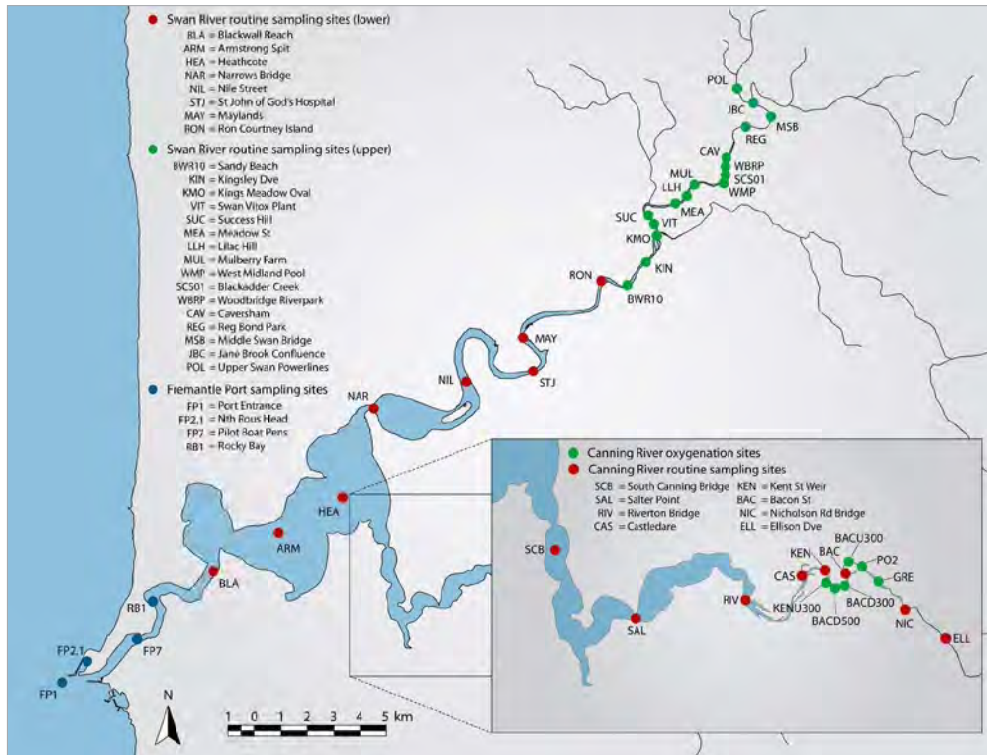 Swan River routine sampling sites (lower)
BLA = Blackwall Reach
ARM = Armstrong Spit
HEA = Heathcote
NAR = Narrows Bridge
NIL = Nile Street
STJ = St John of God's Hospital
MAY = Maylands
RON = Ron Courtney Island
Swan River routine sampling sites (upper)
BWR10 = Sandy Beach
KIN = Kingsley Dve
KMO = Kings Meadow Oval
VIT = Swan Vitox Plant
SUC = Success Hill
MEA = Meadow St
LLH = Lilac Hill
MUL = Mulberry Farm
WMP = West Midland Pool
SCS01 = Blackadder Creek
WBRP = Woodbridge Riverpark
CAV = Caversham
REG = Reg Bond Park
MSB = Middle Swan Bridge
JBC = Jane Brook Confluence
POL = Upper Swan Powerlines
Fremantle Port sampling sites
FP1 = Port Entrance
FP2.1 = Nth Rous Head
FP7 = Pilot Boat Pens
RB1 = Rocky Bay
POL
JBC
MSB
REG
CAV
WBRP
SCS01
WMP
MUL
LLH
MEA
SUC
VIT
KMO
KIN
BWR10
RON
MAY
STJ
NIL
NAR
HEA
ARM
BLA
RB1
FP7
FP2.1
FP1
N
1 0 1 2 3 4 5 km
Canning River oxygenation sites
Canning River routine sampling sites
SCB = South Canning Bridge KEN = Kent St Weir
SAL = Salter Point BAC = Bacon St
RIV = Riverton Bridge NIC = Nicholson Rd Bridge
CAS = Castledare ELL = Ellison Dve
SCB
SAL
RIV
CAS
KEN
BAC
BACU300
PO2
GRE
KENU300
BACD300
BACD500
NIC
ELL